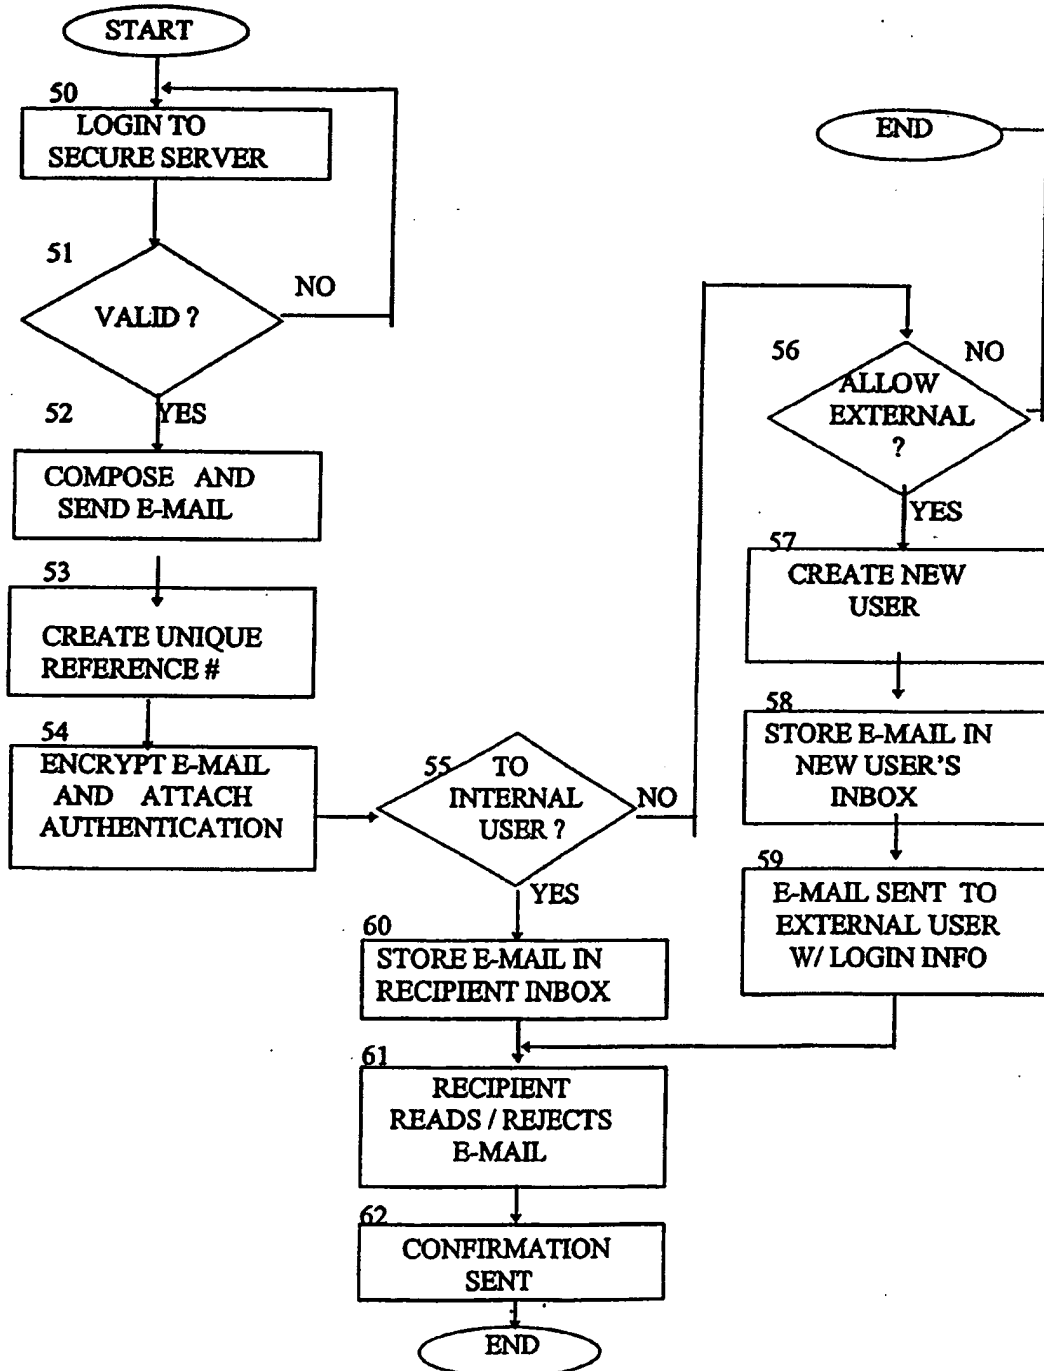 START
50
LOGIN TO
SECURE SERVER
51
VALID ?
NO
52
YES
COMPOSE AND
SEND E-MAIL
53
CREATE UNIQUE
REFERENCE #
54
ENCRYPT E-MAIL
AND ATTACH
AUTHENTICATION
55
TO
INTERNAL
USER ?
NO
YES
END
56
NO
ALLOW
EXTERNAL
?
YES
57
CREATE NEW
USER
58
STORE E-MAIL IN
NEW USER'S
INBOX
59
E-MAIL SENT TO
EXTERNAL USER
W/ LOGIN INFO
60
STORE E-MAIL IN
RECIPIENT INBOX
61
RECIPIENT
READS / REJECTS
E-MAIL
62
CONFIRMATION
SENT
END